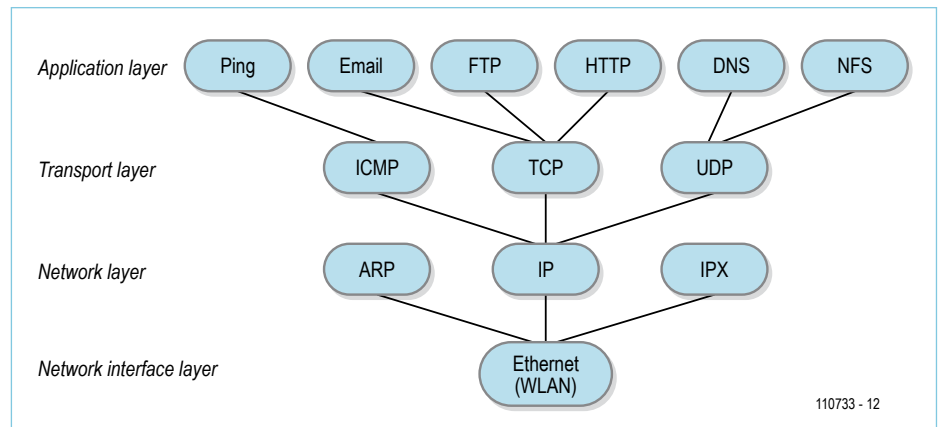 Application layer Ping Email FTP HTTP DNS NFS
Transport layer ICMP TCP UDP
Network layer ARP IP IPX
Network interface layer Ethernet
(WLAN)
110733 - 12